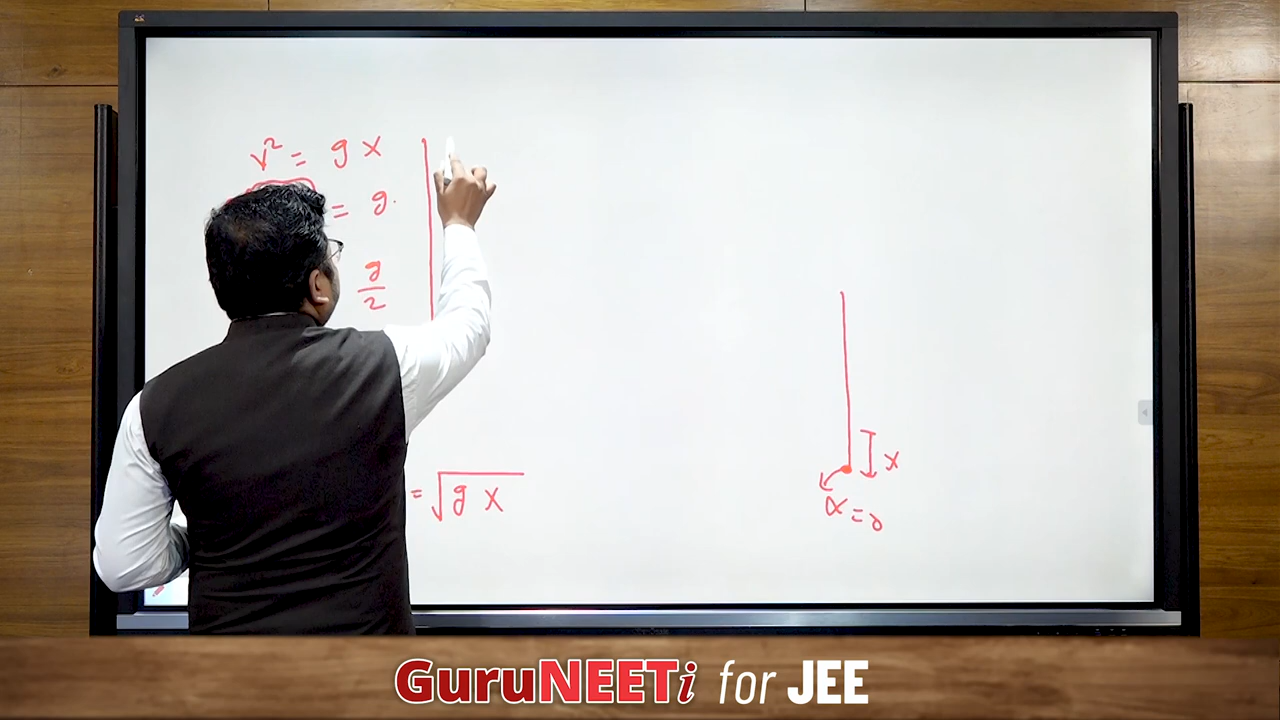 v² = g x
= g.
g/2
= √g x
x
α = 0
GuruNEETi for JEE